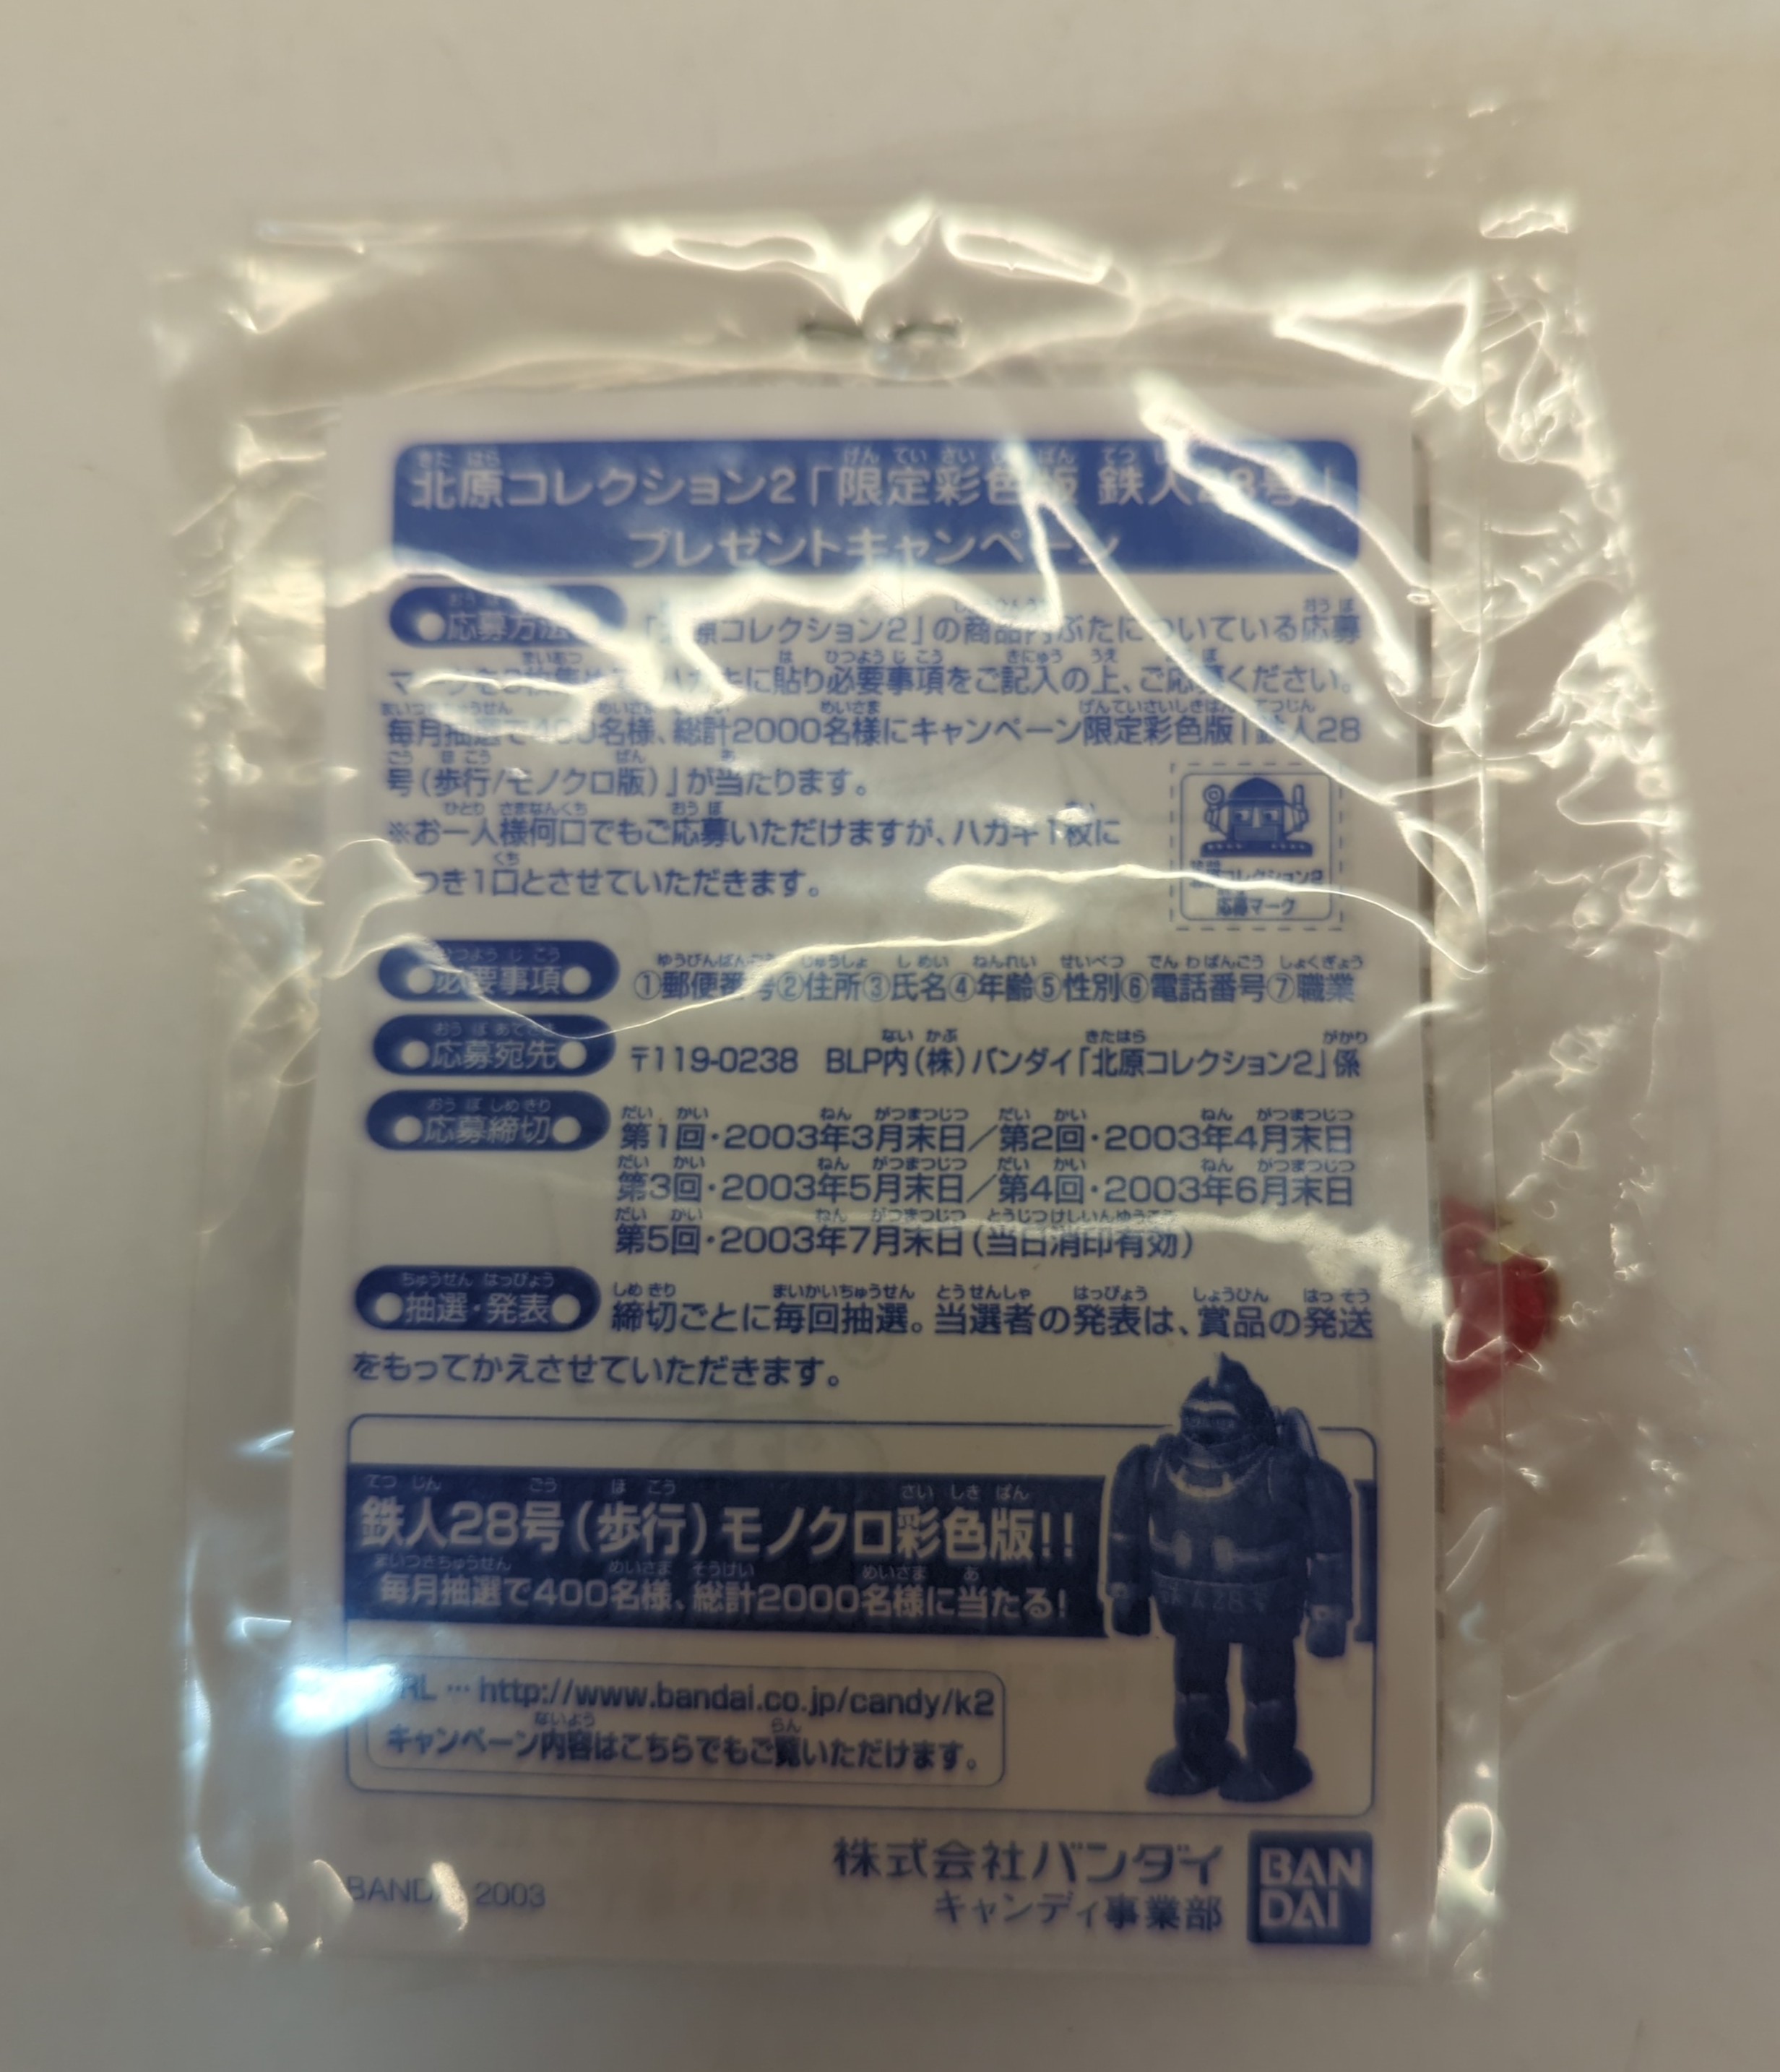 北原コレクション2「限定彩色版 鉄人28号」
プレゼントキャンペーン
応募方法 原コレクション2」の商品内ぶたについている応募
に貼り必要事項をご記入の上、ご応募ください。
毎月抽選で400名様、総計2000名様にキャンペーン限定彩色版「鉄人28
号(歩行/モノクロ版)」が当たります。
※お一人様何口でもご応募いただけますが、ハガキ1枚に
つき1口とさせていただきます。
北原コレクション2
応募マーク
必要事項 ①郵便番号②住所③氏名④年齢⑤性別⑥電話番号⑦職業
応募宛先 〒119-0238 BLP内(株)バンダイ「北原コレクション2」係
応募締切 第1回・2003年3月末日/第2回・2003年4月末日
第3回・2003年5月末日/第4回・2003年6月末日
第5回・2003年7月末日(当日消印有効)
抽選・発表 締切ごとに毎回抽選。当選者の発表は、賞品の発送
をもってかえさせていただきます。
鉄人28号(歩行)モノクロ彩色版!!
毎月抽選で400名様、総計2000名様に当たる!
URL … http://www.bandai.co.jp/candy/k2
キャンペーン内容はこちらでもご覧いただけます。
株式会社バンダイ
キャンディ事業部
BAN
DAI
BANDAI 2003